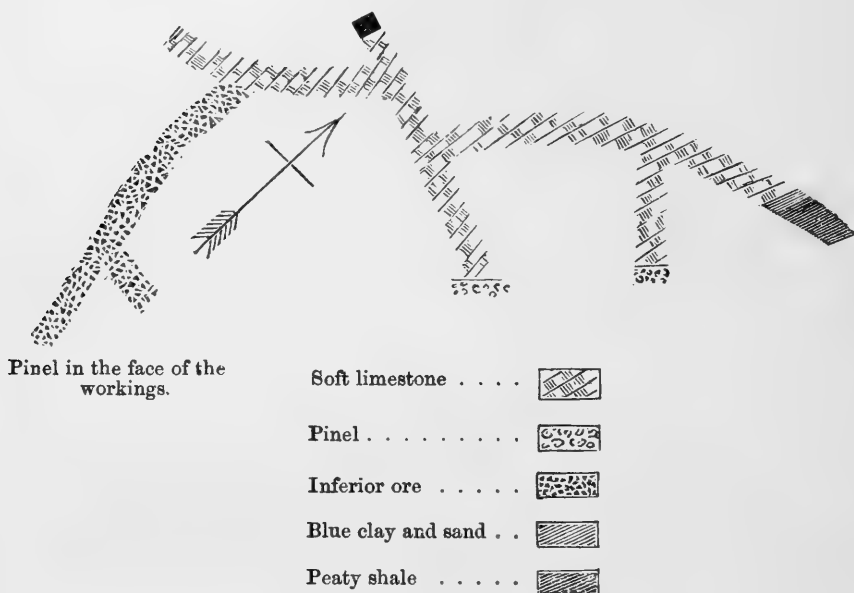 Pinel in the face of the
workings.
Soft limestone . . . .
Pinel . . . . . . . . .
Inferior ore . . . . .
Blue clay and sand . .
Peaty shale . . . . .